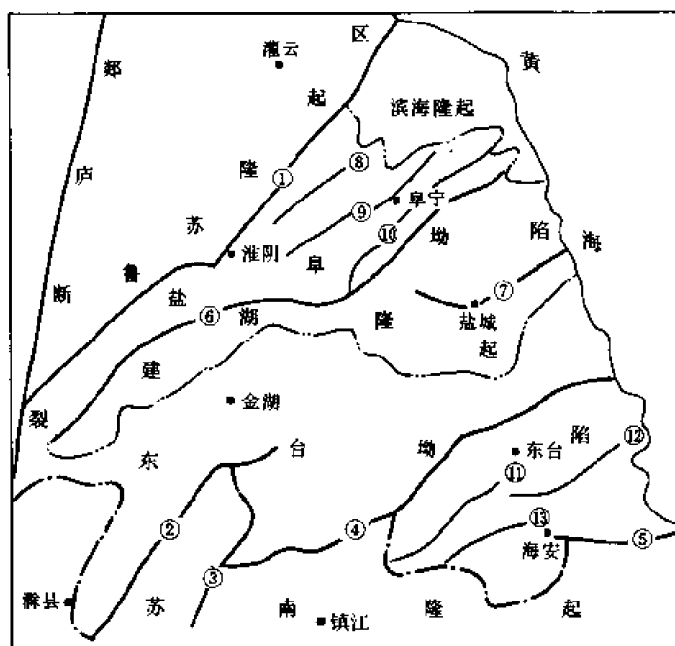 区
黄
郯
灌云
起
滨海隆起
⑧
隆
①
庐
⑨
阜宁
苏
⑩
坳
陷
海
淮阴
阜
鲁
断
盐
⑥
湖
隆
⑦
盐城
起
建
裂
金湖
东
台
坳
陷
东台
⑫
⑪
②
④
⑬
⑤
海安
③
滁县
苏
南
镇江
隆
起